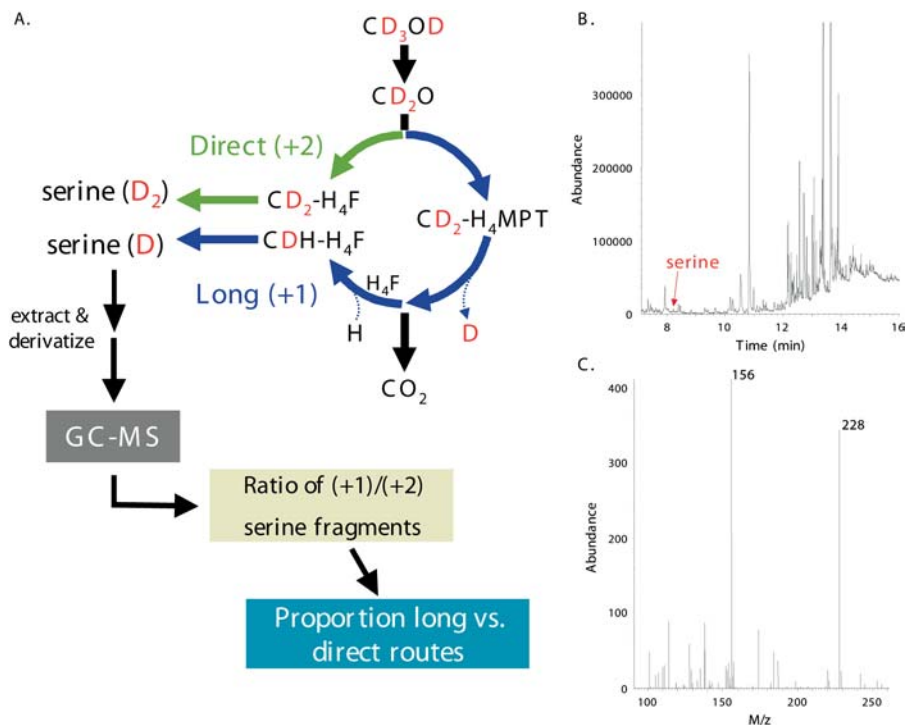 A.
CD₃OD
CD₂O
Direct (+2)
serine (D₂)
CD₂-H₄F
CD₂-H₄MPT
serine (D)
CDH-H₄F
Long (+1)
H₄F
H
D
CO₂
extract &
derivatize
GC-MS
Ratio of (+1)/(+2)
serine fragments
Proportion long vs.
direct routes
B.
Abundance
300000
200000
100000
0
serine
8 10 12 14 16
Time (min)
C.
Abundance
400
300
200
100
0
156
228
100 150 200 250
M/z